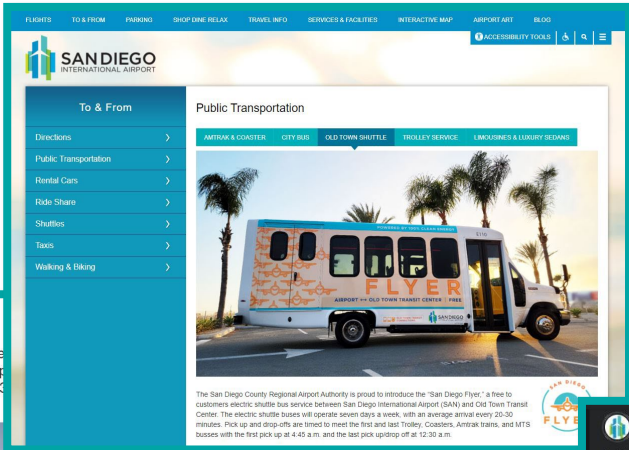 FLIGHTS TO & FROM PARKING SHOP DINE RELAX TRAVEL INFO SERVICES & FACILITIES INTERACTIVE MAP AIRPORT ART BLOG
ACCESSIBILITY TOOLS
SAN DIEGO
INTERNATIONAL AIRPORT
To & From
Directions
Public Transportation
Rental Cars
Ride Share
Shuttles
Taxis
Walking & Biking
Public Transportation
AMTRAK & COASTER CITY BUS OLD TOWN SHUTTLE TROLLEY SERVICE LIMOUSINES & LUXURY SEDANS
POWERED BY 100% CLEAN ENERGY
FLYER
AIRPORT OLD TOWN TRANSIT CENTER | FREE
SAN DIEGO
The San Diego County Regional Airport Authority is proud to introduce the "San Diego Flyer," a free to
customers electric shuttle bus service between San Diego International Airport (SAN) and Old Town Transit
Center. The electric shuttle buses will operate seven days a week, with an average arrival every 20-30
minutes. Pick up and drop-offs are timed to meet the first and last Trolley, Coasters, Amtrak trains, and MTS
busses with the first pick up at 4:45 a.m. and the last pick up/drop off at 12:30 a.m.
SAN DIEGO